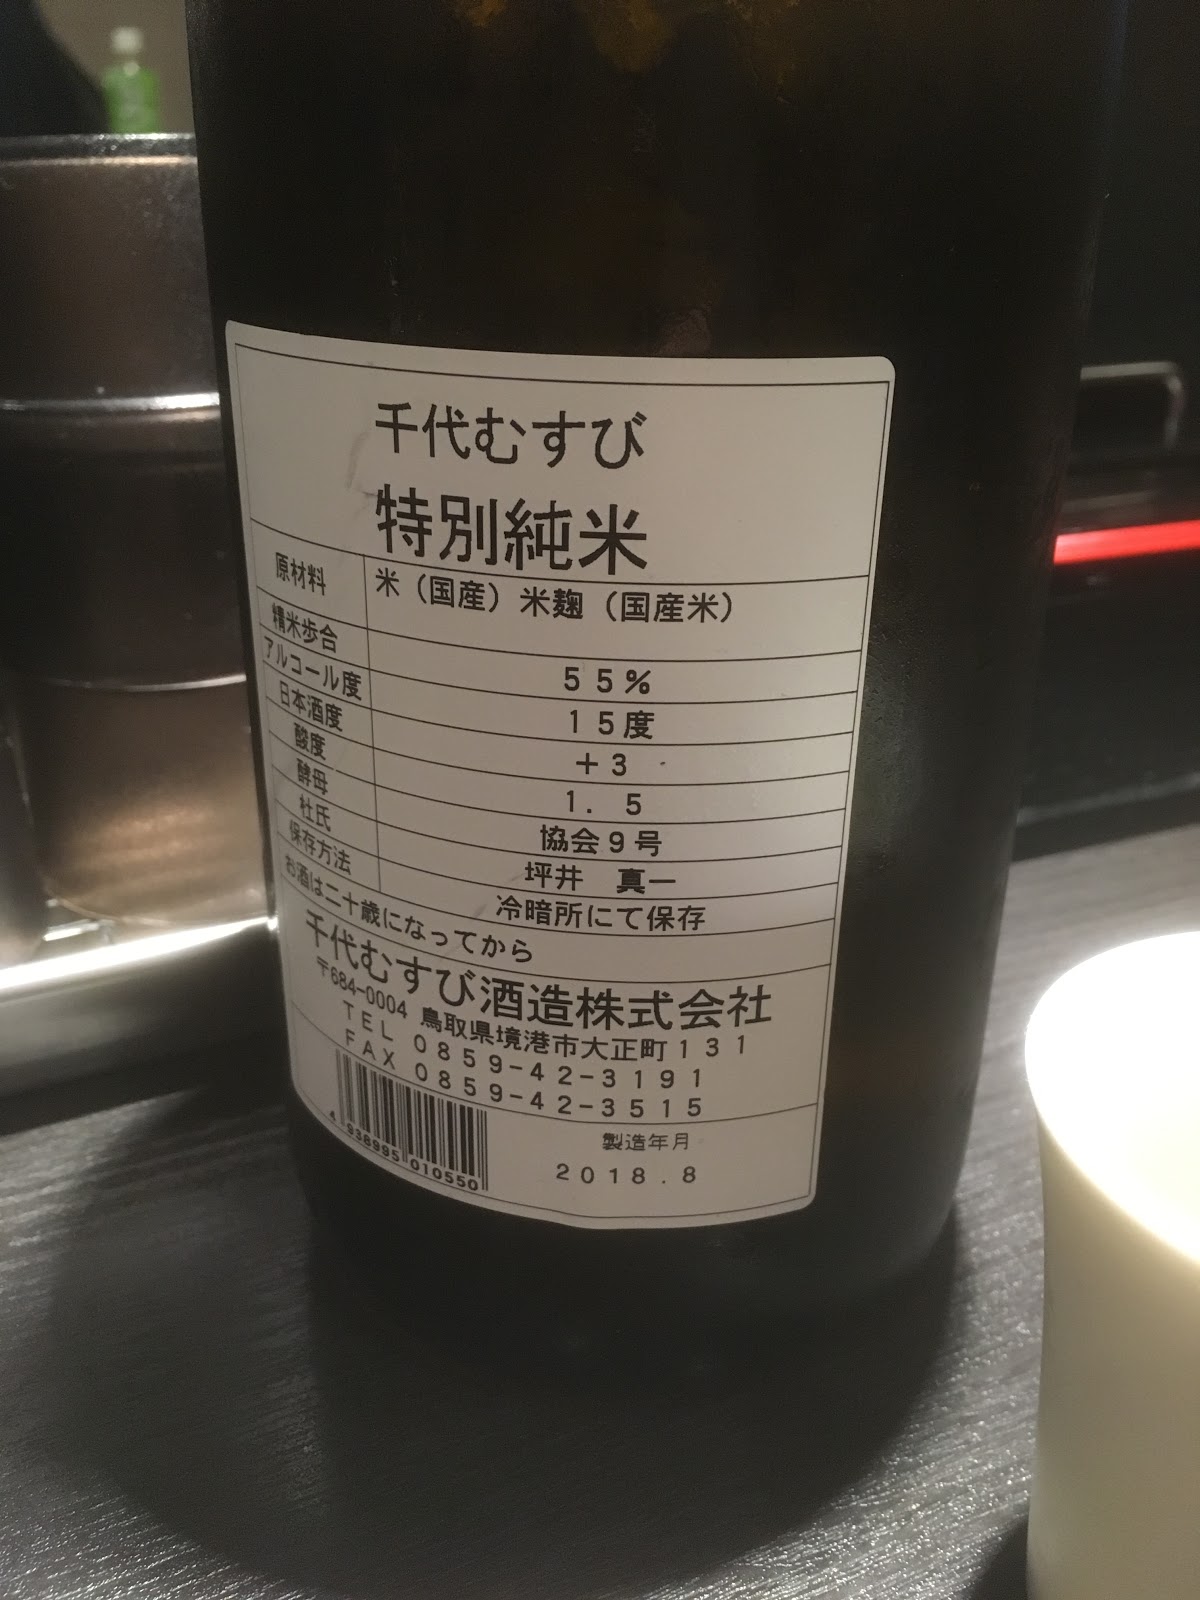 千代むすび
特別純米
原材料 米（国産）米麹（国産米）
精米歩合 55%
アルコール度 15度
日本酒度 +3
酸度 1.5
酵母 協会9号
杜氏 坪井 真一
保存方法 冷暗所にて保存
お酒は二十歳になってから
千代むすび酒造株式会社
〒684-0004 鳥取県境港市大正町131
TEL 0859-42-3191
FAX 0859-42-3515
製造年月
2018.8
4 938995 010550